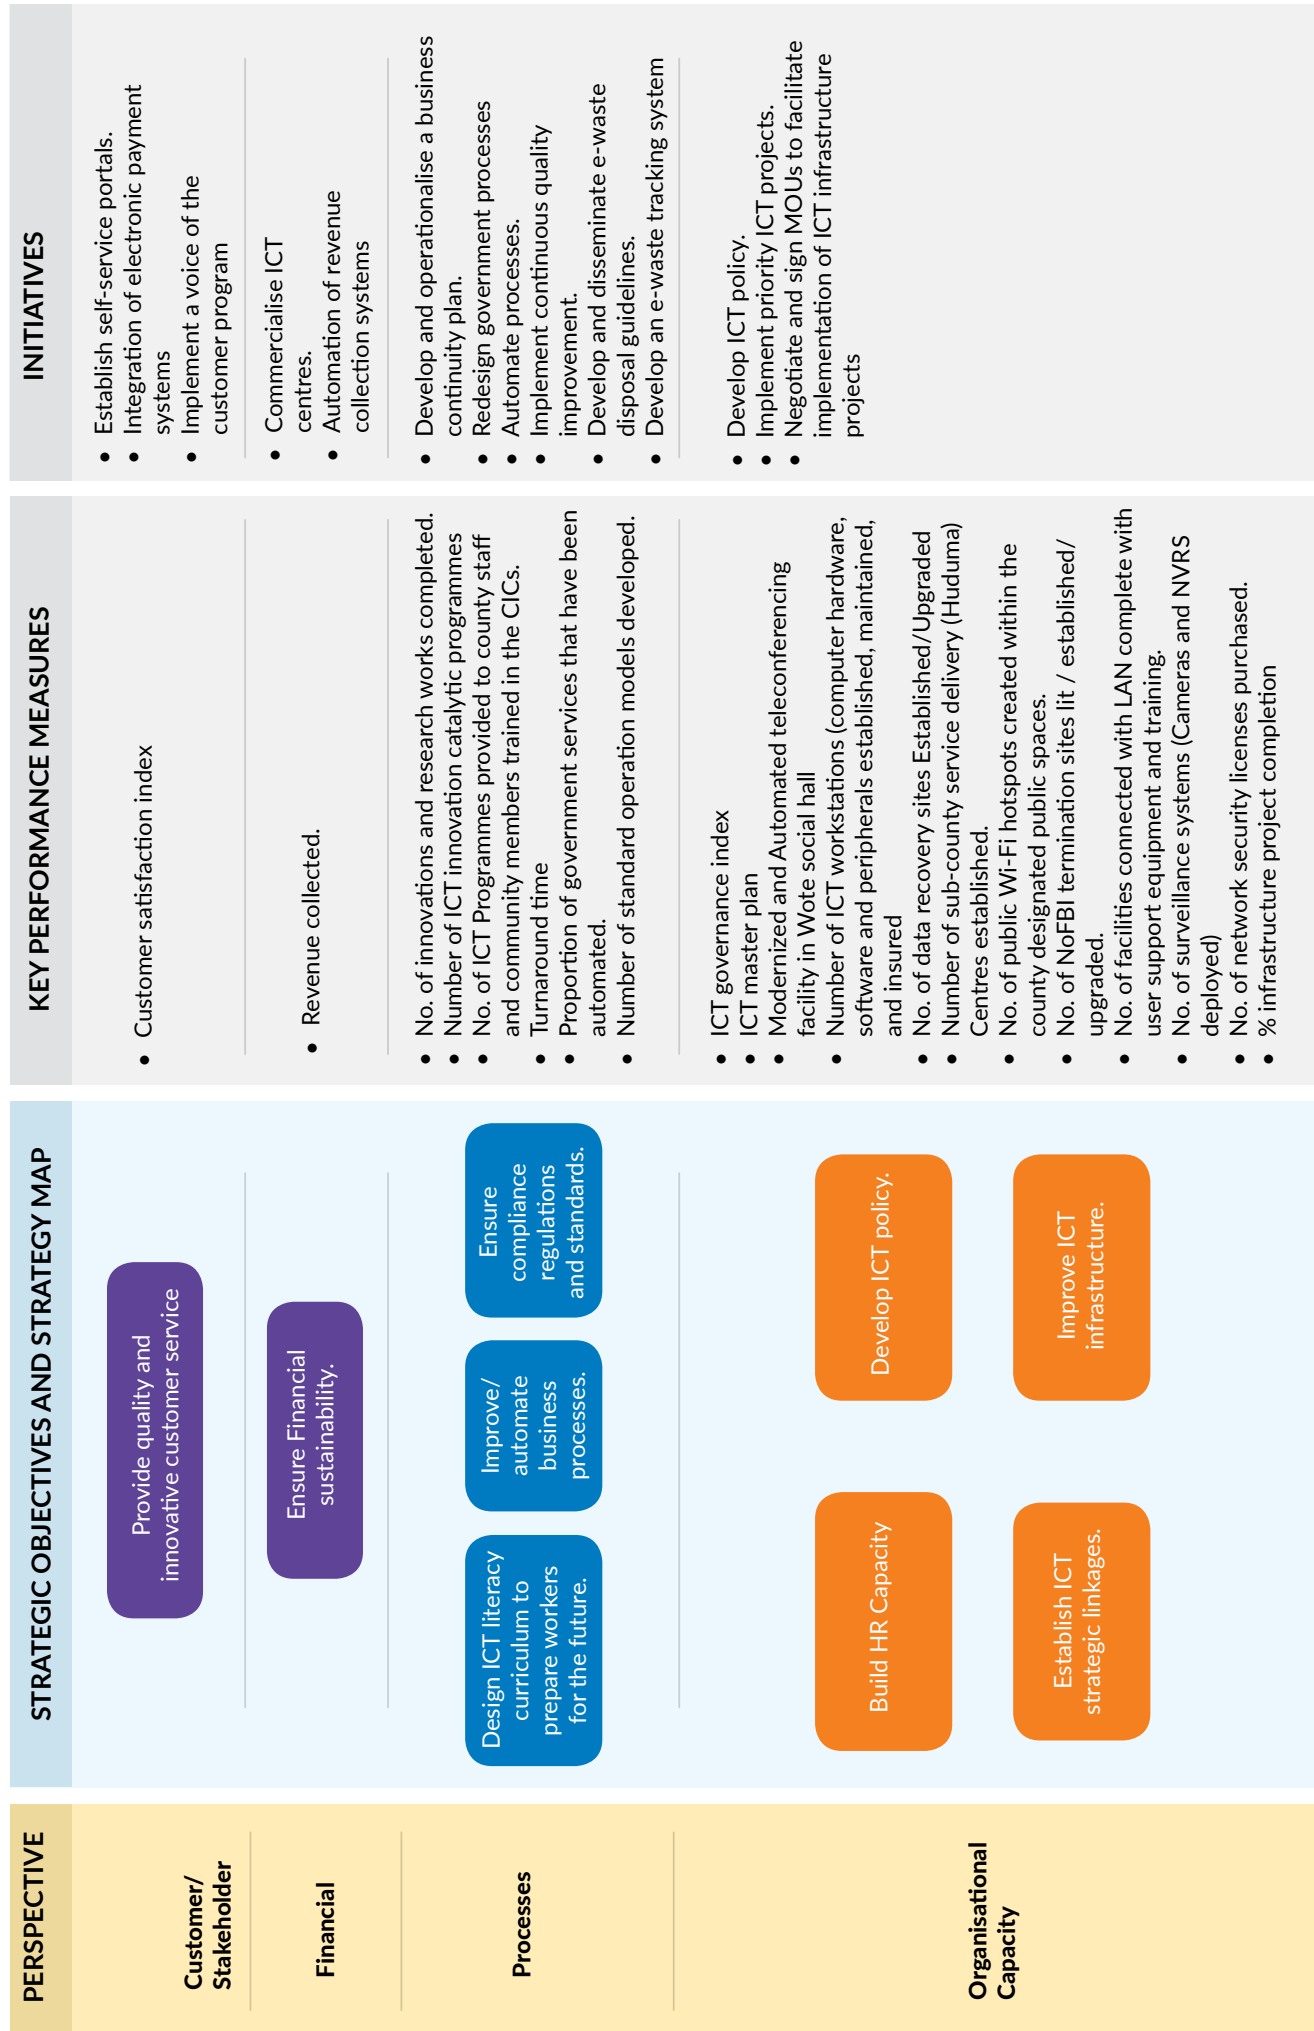 PERSPECTIVE
STRATEGIC OBJECTIVES AND STRATEGY MAP
KEY PERFORMANCE MEASURES
INITIATIVES
Customer/
Stakeholder
Provide quality and
innovative customer service
• Customer satisfaction index
• Establish self-service portals.
• Integration of electronic payment
systems
• Implement a voice of the
customer program
Financial
Ensure Financial
sustainability.
• Revenue collected.
• Commercialise ICT
centres.
• Automation of revenue
collection systems
Processes
Design ICT literacy
curriculum to
prepare workers
for the future.
Improve/
automate
business
processes.
Ensure
compliance
regulations
and standards.
• No. of innovations and research works completed.
• Number of ICT innovation catalytic programmes
• No. of ICT Programmes provided to county staff
and community members trained in the CICs.
• Turnaround time
• Proportion of government services that have been
automated.
• Number of standard operation models developed.
• Develop and operationalise a business
continuity plan.
• Redesign government processes
• Automate processes.
• Implement continuous quality
improvement.
• Develop and disseminate e-waste
disposal guidelines.
• Develop an e-waste tracking system
Organisational
Capacity
Build HR Capacity
Develop ICT policy.
Establish ICT
strategic linkages.
Improve ICT
infrastructure.
• ICT governance index
• ICT master plan
• Modernized and Automated teleconferencing
facility in Wote social hall
• Number of ICT workstations (computer hardware,
software and peripherals established, maintained,
and insured
• No. of data recovery sites Established/Upgraded
• Number of sub-county service delivery (Huduma)
Centres established.
• No. of public Wi-Fi hotspots created within the
county designated public spaces.
• No. of NoFBI termination sites lit / established/
upgraded.
• No. of facilities connected with LAN complete with
user support equipment and training.
• No. of surveillance systems (Cameras and NVRS
deployed)
• No. of network security licenses purchased.
• % infrastructure project completion
• Develop ICT policy.
• Implement priority ICT projects.
• Negotiate and sign MOUs to facilitate
implementation of ICT infrastructure
projects